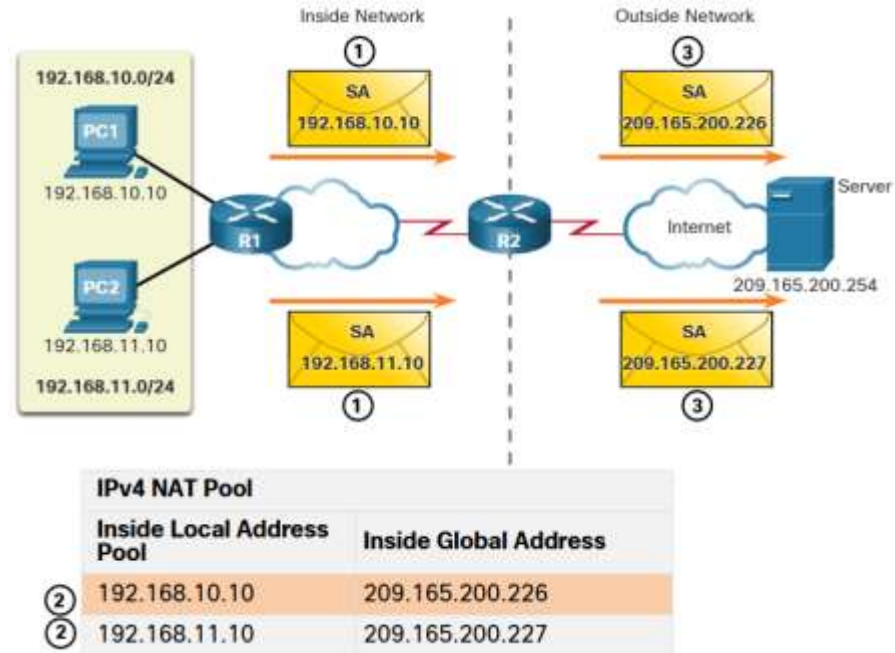 Inside Network
Outside Network
1
3
192.168.10.0/24
SA
SA
PC1
192.168.10.10
209.165.200.226
192.168.10.10
Server
R1
R2
Internet
PC2
209.165.200.254
192.168.11.10
SA
SA
192.168.11.10
209.165.200.227
192.168.11.0/24
1
3
IPv4 NAT Pool
Inside Local Address
Pool
Inside Global Address
2
192.168.10.10
209.165.200.226
2
192.168.11.10
209.165.200.227